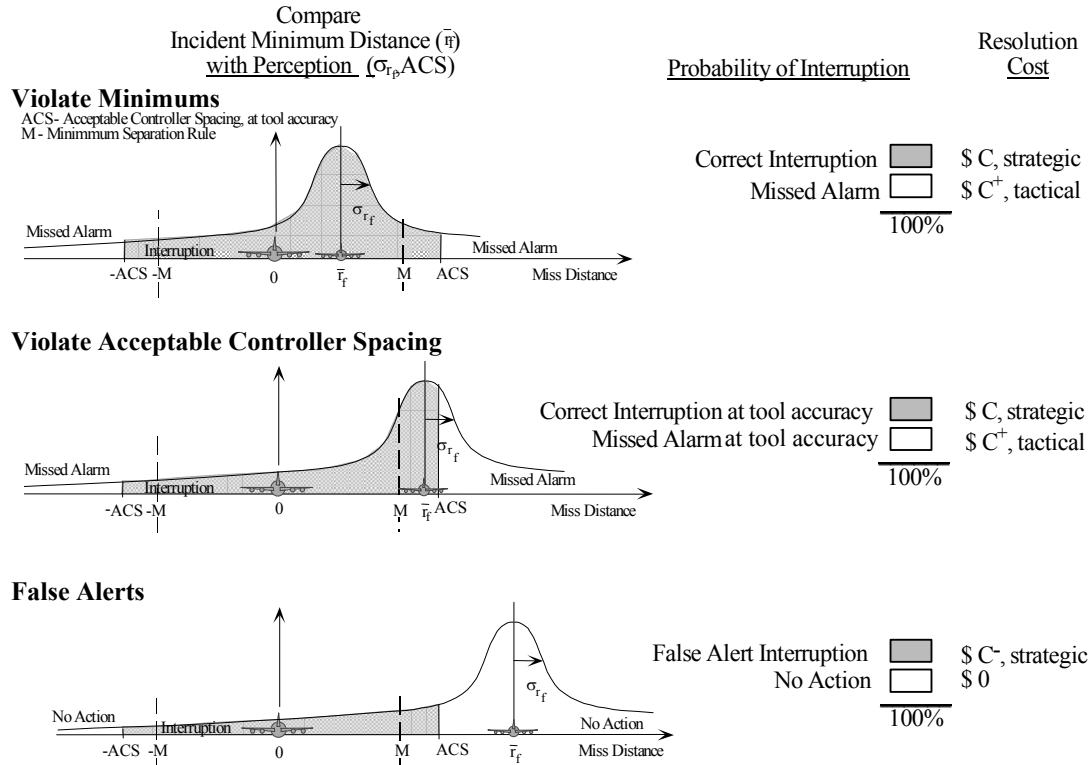 Compare
Incident Minimum Distance (r̄f)
with Perception (σrf,ACS)
Probability of Interruption
Resolution
Cost
Violate Minimums
ACS- Acceptable Controller Spacing, at tool accuracy
M - Minimmum Separation Rule
σrf
Missed Alarm
Interruption
Missed Alarm
-ACS -M 0 r̄f M ACS Miss Distance
Correct Interruption $ C, strategic
Missed Alarm $ C+, tactical
100%
Violate Acceptable Controller Spacing
σrf
Missed Alarm
Interruption
Missed Alarm
-ACS -M 0 M r̄f ACS Miss Distance
Correct Interruption at tool accuracy $ C, strategic
Missed Alarm at tool accuracy $ C+, tactical
100%
False Alerts
σrf
No Action
Interruption
No Action
-ACS -M 0 M ACS r̄f Miss Distance
False Alert Interruption $ C-, strategic
No Action $ 0
100%